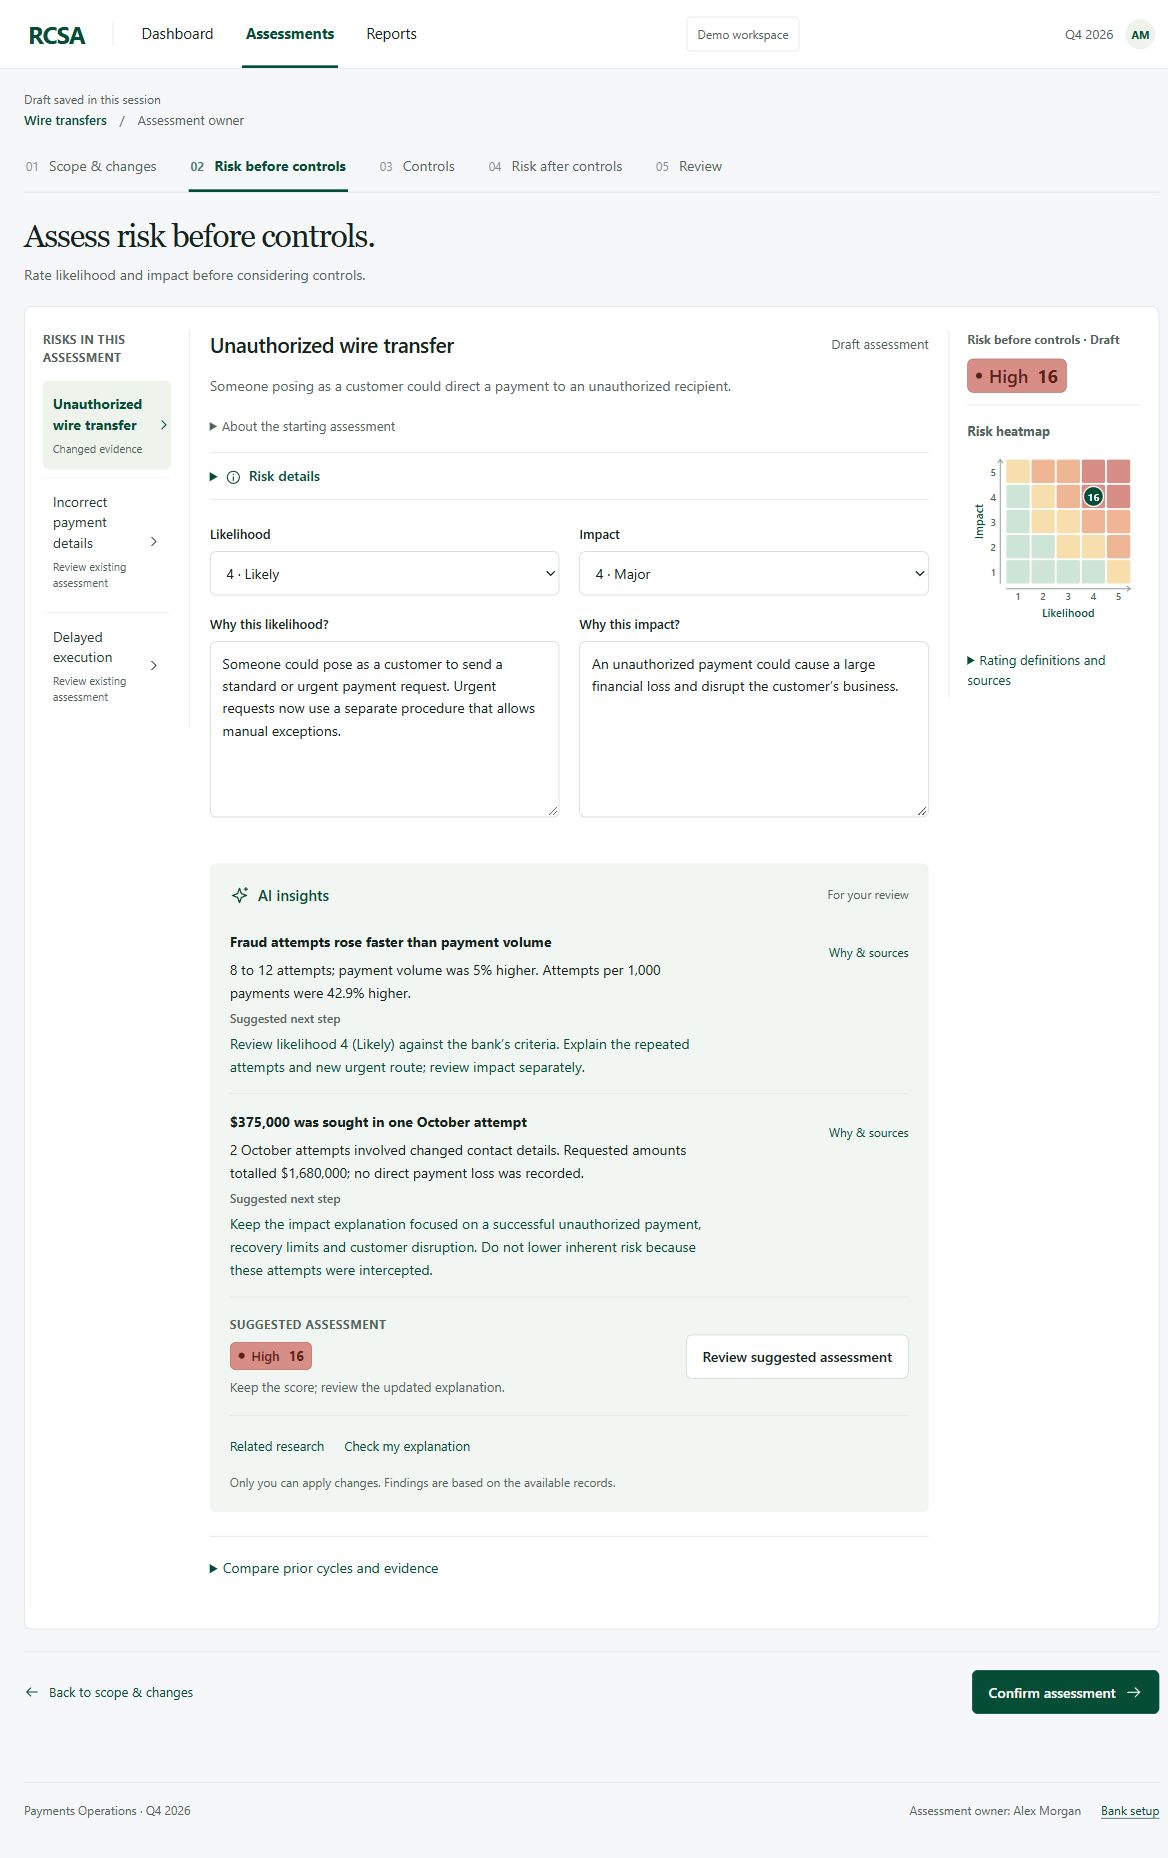 RCSA
Dashboard
Assessments
Reports
Demo workspace
Q4 2026
AM
Draft saved in this session
Wire transfers / Assessment owner
01 Scope & changes
02 Risk before controls
03 Controls
04 Risk after controls
05 Review
Assess risk before controls.
Rate likelihood and impact before considering controls.
RISKS IN THIS
ASSESSMENT
Unauthorized
wire transfer
Changed evidence
Incorrect
payment
details
Review existing
assessment
Delayed
execution
Review existing
assessment
Unauthorized wire transfer
Draft assessment
Someone posing as a customer could direct a payment to an unauthorized recipient.
About the starting assessment
Risk details
Likelihood
4 · Likely
Impact
4 · Major
Why this likelihood?
Someone could pose as a customer to send a
standard or urgent payment request. Urgent
requests now use a separate procedure that allows
manual exceptions.
Why this impact?
An unauthorized payment could cause a large
financial loss and disrupt the customer’s business.
AI insights
For your review
Fraud attempts rose faster than payment volume
Why & sources
8 to 12 attempts; payment volume was 5% higher. Attempts per 1,000
payments were 42.9% higher.
Suggested next step
Review likelihood 4 (Likely) against the bank’s criteria. Explain the repeated
attempts and new urgent route; review impact separately.
$375,000 was sought in one October attempt
Why & sources
2 October attempts involved changed contact details. Requested amounts
totalled $1,680,000; no direct payment loss was recorded.
Suggested next step
Keep the impact explanation focused on a successful unauthorized payment,
recovery limits and customer disruption. Do not lower inherent risk because
these attempts were intercepted.
SUGGESTED ASSESSMENT
• High 16
Keep the score; review the updated explanation.
Review suggested assessment
Related research
Check my explanation
Only you can apply changes. Findings are based on the available records.
Compare prior cycles and evidence
Risk before controls · Draft
• High 16
Risk heatmap
Impact
5
4
3
2
1
16
1 2 3 4 5
Likelihood
Rating definitions and
sources
← Back to scope & changes
Confirm assessment →
Payments Operations · Q4 2026
Assessment owner: Alex Morgan
Bank setup